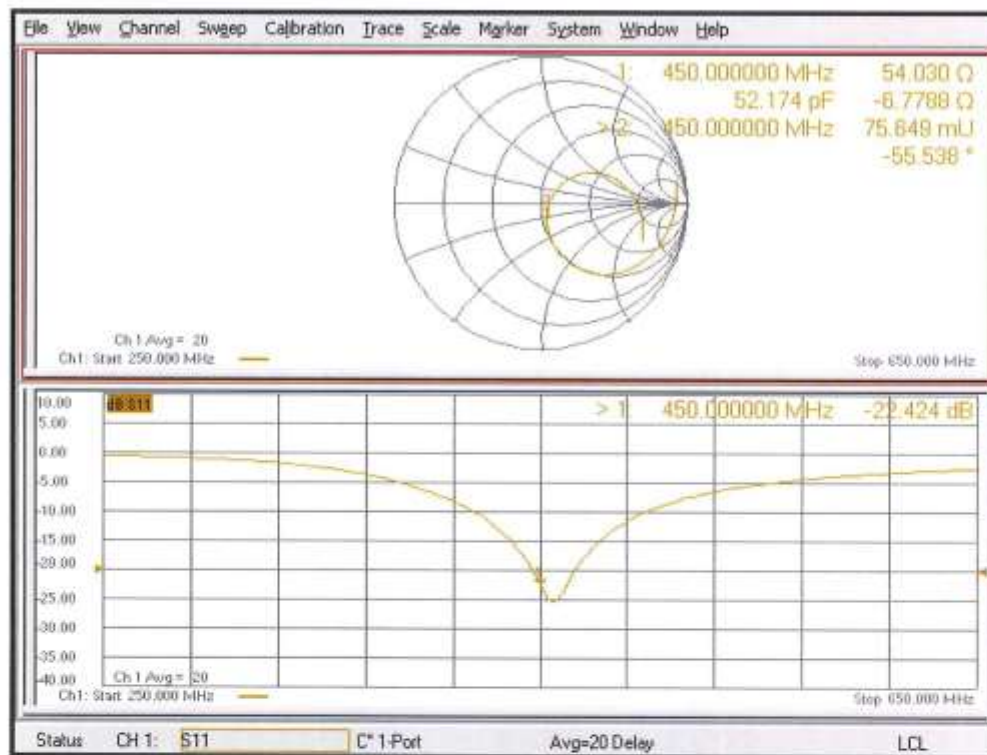 File View Channel Sweep Calibration Trace Scale Marker System Window Help
1: 450.000000 MHz 54.030 Ω
52.174 pF -6.7788 Ω
> 2: 450.000000 MHz 75.649 mU
-55.538 °
Ch 1 Avg = 20
Ch1: Start 250.000 MHz
Stop 650.000 MHz
10.00
dB S11
> 1: 450.000000 MHz -22.424 dB
5.00
0.00
-5.00
-10.00
-15.00
-20.00
-25.00
-30.00
-35.00
-40.00
Ch 1 Avg = 20
Ch1: Start 250.000 MHz
Stop 650.000 MHz
Status CH 1: S11 C* 1-Port Avg=20 Delay LCL